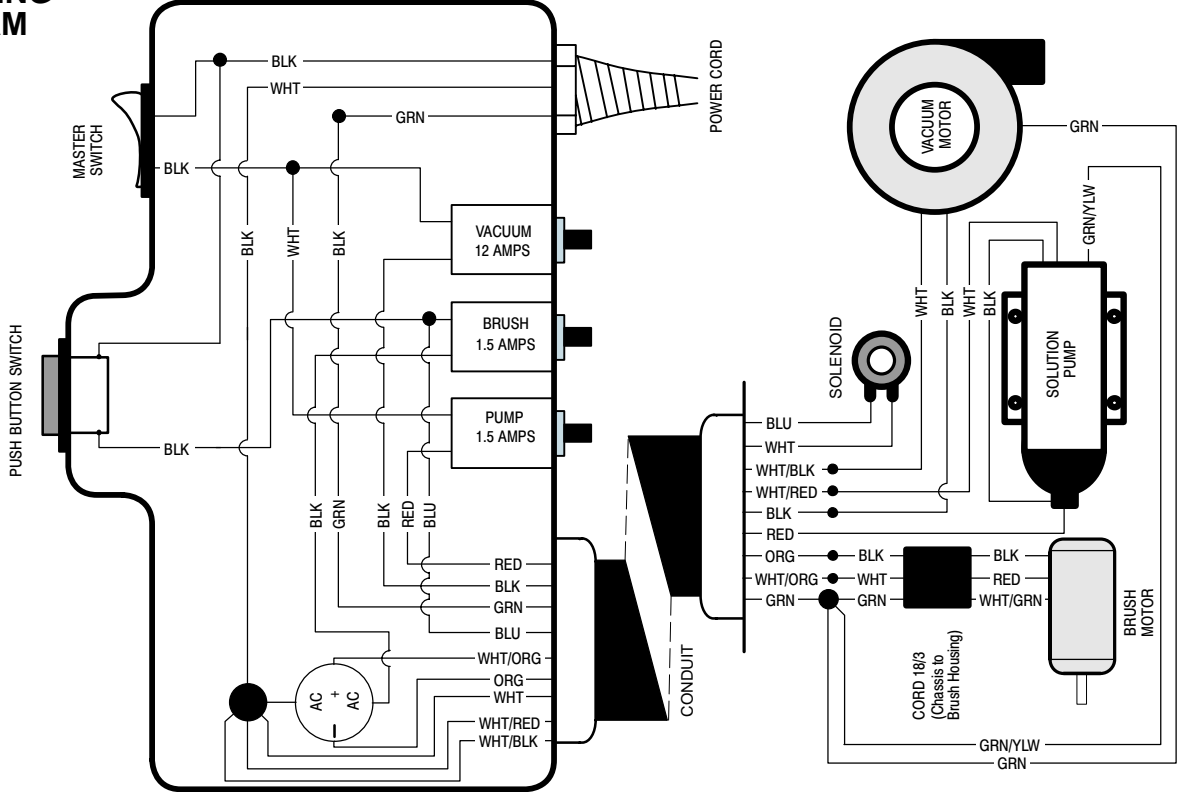 ING
AM
BLK
WHT
GRN
POWER CORD
MASTER
SWITCH
BLK
BLK
WHT
BLK
VACUUM
12 AMPS
BRUSH
1.5 AMPS
PUMP
1.5 AMPS
PUSH BUTTON SWITCH
BLK
BLK
GRN
BLK
RED
BLU
RED
BLK
GRN
BLU
WHT/ORG
ORG
WHT
WHT/RED
WHT/BLK
AC
+
AC
–
CONDUIT
VACUUM
MOTOR
GRN
GRN/YLW
WHT
BLK
WHT
BLK
SOLENOID
SOLUTION
PUMP
BLU
WHT
WHT/BLK
WHT/RED
BLK
RED
ORG
BLK
BLK
WHT/ORG
WHT
RED
GRN
GRN
WHT/GRN
BRUSH
MOTOR
CORD 18/3
(Chassis to
Brush Housing)
GRN/YLW
GRN